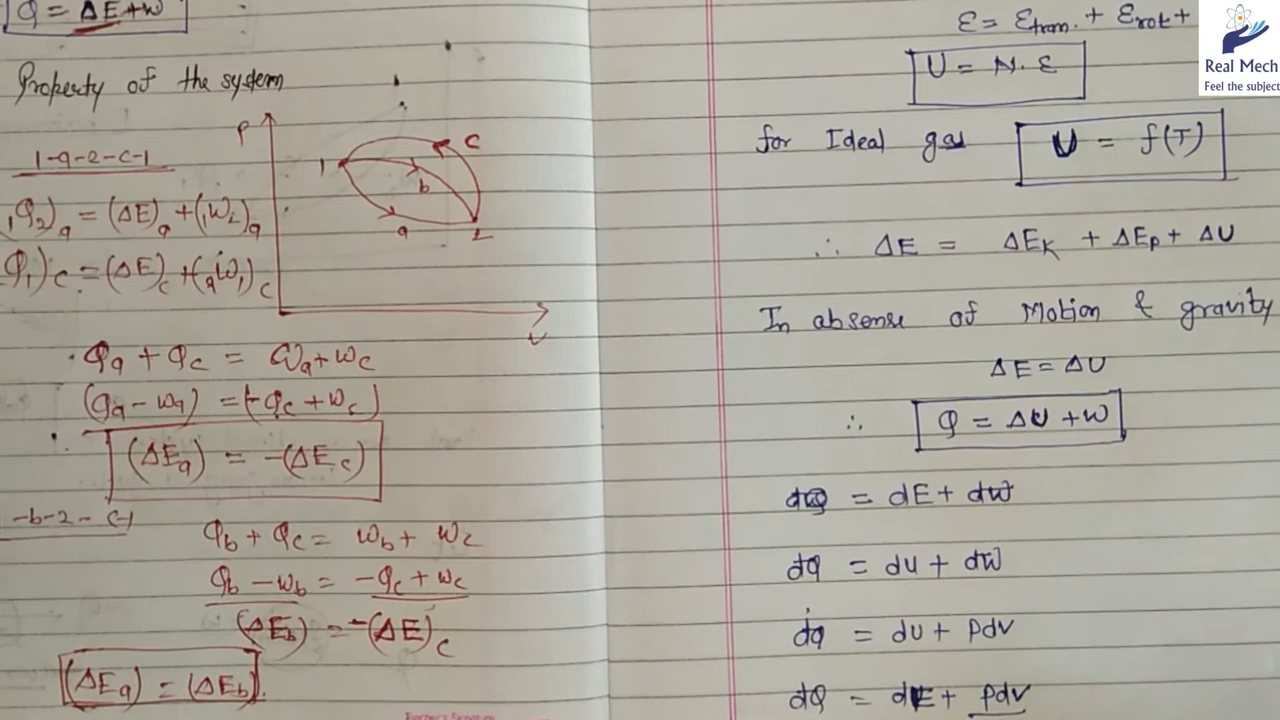 Q = ΔE+W
Property of the system
1-a-2-c-1
P
1
c
b
a
2
v
₁Q₂)a = (ΔE)a + (₁W₂)a
Q₁)c = (ΔE)c + (₂W₁)c
Qa + Qc = Wa + Wc
(Qa - Wa) = (-Qc + Wc)
(ΔEa) = -(ΔEc)
-b-2-c-1
Qb + Qc = Wb + Wc
Qb - Wb = -Qc + Wc
(ΔEb) = -(ΔE)c
(ΔEa) = (ΔEb).
ε = εtran. + εrot +
U = N. ε
for Ideal gas U = f(T)
∴ ΔE = ΔEK + ΔEp + ΔU
In absense of Motion & gravity
ΔE = ΔU
∴ Q = ΔU + W
dQ = dE + dW
dQ = dU + dW
dQ = dU + Pdv
dQ = dE + pdv
Real Mech
Feel the subject